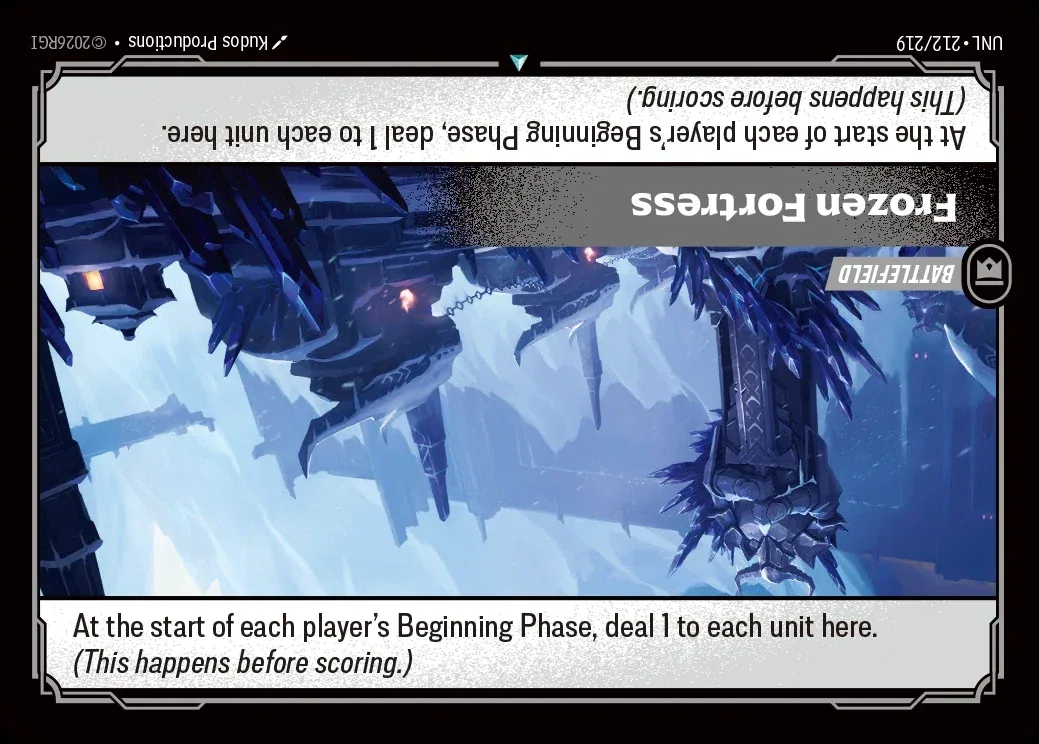 UNL • 212/219
Kudos Productions • ©2026RGI
At the start of each player's Beginning Phase, deal 1 to each unit here.
(This happens before scoring.)
Frozen Fortress
BATTLEFIELD
At the start of each player's Beginning Phase, deal 1 to each unit here.
(This happens before scoring.)